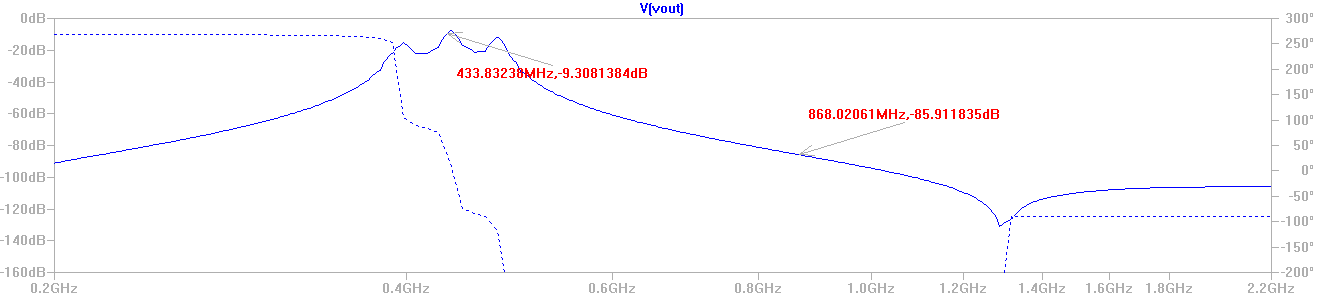 V(vout)
0dB
-20dB
-40dB
-60dB
-80dB
-100dB
-120dB
-140dB
-160dB
300°
250°
200°
150°
100°
50°
0°
-50°
-100°
-150°
-200°
433.83238MHz,-9.3081384dB
868.02061MHz,-85.911835dB
0.2GHz 0.4GHz 0.6GHz 0.8GHz 1.0GHz 1.2GHz 1.4GHz 1.6GHz 1.8GHz 2.2GHz